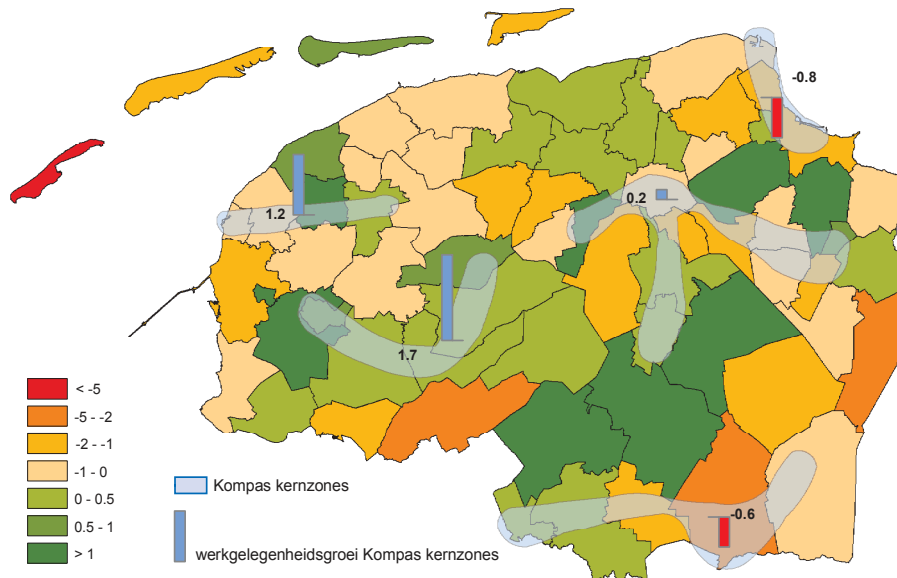 -0.8
0.2
1.2
1.7
-0.6
< -5
-5 - -2
-2 - -1
-1 - 0
0 - 0.5
0.5 - 1
> 1
Kompas kernzones
werkgelegenheidsgroei Kompas kernzones